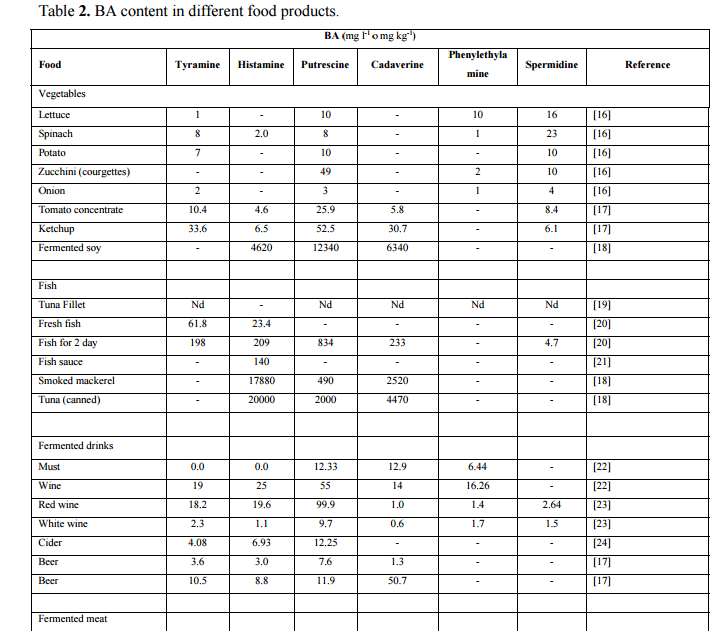 Table 2. BA content in different food products.
BA (mg l⁻¹ o mg kg⁻¹)
Food Tyramine Histamine Putrescine Cadaverine Phenylethyla mine Spermidine Reference
Vegetables
Lettuce 1 - 10 - 10 16 [16]
Spinach 8 2.0 8 - 1 23 [16]
Potato 7 - 10 - - 10 [16]
Zucchini (courgettes) - - 49 - 2 10 [16]
Onion 2 - 3 - 1 4 [16]
Tomato concentrate 10.4 4.6 25.9 5.8 - 8.4 [17]
Ketchup 33.6 6.5 52.5 30.7 - 6.1 [17]
Fermented soy - 4620 12340 6340 - - [18]
Fish
Tuna Fillet Nd - Nd Nd Nd Nd [19]
Fresh fish 61.8 23.4 - - - - [20]
Fish for 2 day 198 209 834 233 - 4.7 [20]
Fish sauce - 140 - - - - [21]
Smoked mackerel - 17880 490 2520 - - [18]
Tuna (canned) - 20000 2000 4470 - - [18]
Fermented drinks
Must 0.0 0.0 12.33 12.9 6.44 - [22]
Wine 19 25 55 14 16.26 - [22]
Red wine 18.2 19.6 99.9 1.0 1.4 2.64 [23]
White wine 2.3 1.1 9.7 0.6 1.7 1.5 [23]
Cider 4.08 6.93 12.25 - - - [24]
Beer 3.6 3.0 7.6 1.3 - - [17]
Beer 10.5 8.8 11.9 50.7 - - [17]
Fermented meat